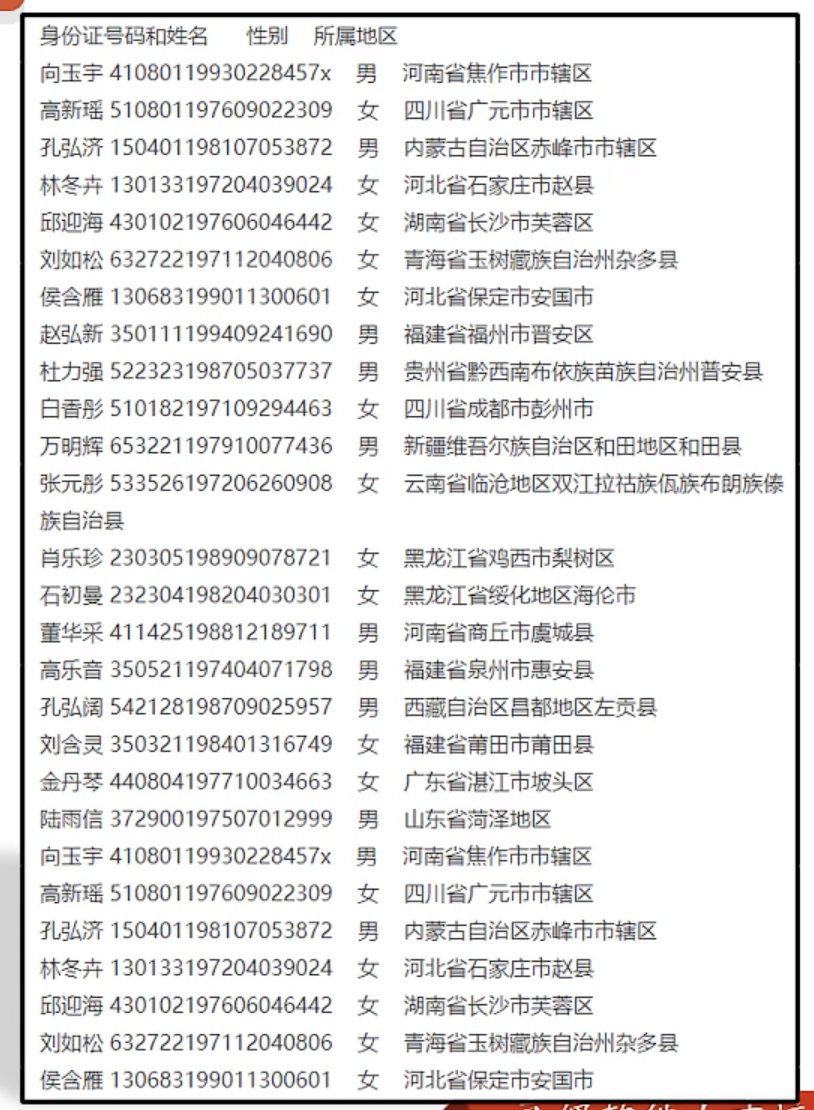 身份证号码和姓名 性别 所属地区
向玉宇 41080119930228457x 男 河南省焦作市市辖区
高新瑶 510801197609022309 女 四川省广元市市辖区
孔弘济 150401198107053872 男 内蒙古自治区赤峰市市辖区
林冬卉 130133197204039024 女 河北省石家庄市赵县
邱迎海 430102197606046442 女 湖南省长沙市芙蓉区
刘如松 632722197112040806 女 青海省玉树藏族自治州杂多县
侯含雁 130683199011300601 女 河北省保定市安国市
赵弘新 350111199409241690 男 福建省福州市晋安区
杜力强 522323198705037737 男 贵州省黔西南布依族苗族自治州普安县
白香彤 510182197109294463 女 四川省成都市彭州市
万明辉 653221197910077436 男 新疆维吾尔族自治区和田地区和田县
张元彤 533526197206260908 女 云南省临沧地区双江拉祜族佤族布朗族傣
族自治县
肖乐珍 230305198909078721 女 黑龙江省鸡西市梨树区
石初曼 232304198204030301 女 黑龙江省绥化地区海伦市
董华采 411425198812189711 男 河南省商丘市虞城县
高乐音 350521197404071798 男 福建省泉州市惠安县
孔弘阔 542128198709025957 男 西藏自治区昌都地区左贡县
刘含灵 350321198401316749 女 福建省莆田市莆田县
金丹琴 440804197710034663 女 广东省湛江市坡头区
陆雨信 372900197507012999 男 山东省菏泽地区
向玉宇 41080119930228457x 男 河南省焦作市市辖区
高新瑶 510801197609022309 女 四川省广元市市辖区
孔弘济 150401198107053872 男 内蒙古自治区赤峰市市辖区
林冬卉 130133197204039024 女 河北省石家庄市赵县
邱迎海 430102197606046442 女 湖南省长沙市芙蓉区
刘如松 632722197112040806 女 青海省玉树藏族自治州杂多县
侯含雁 130683199011300601 女 河北省保定市安国市